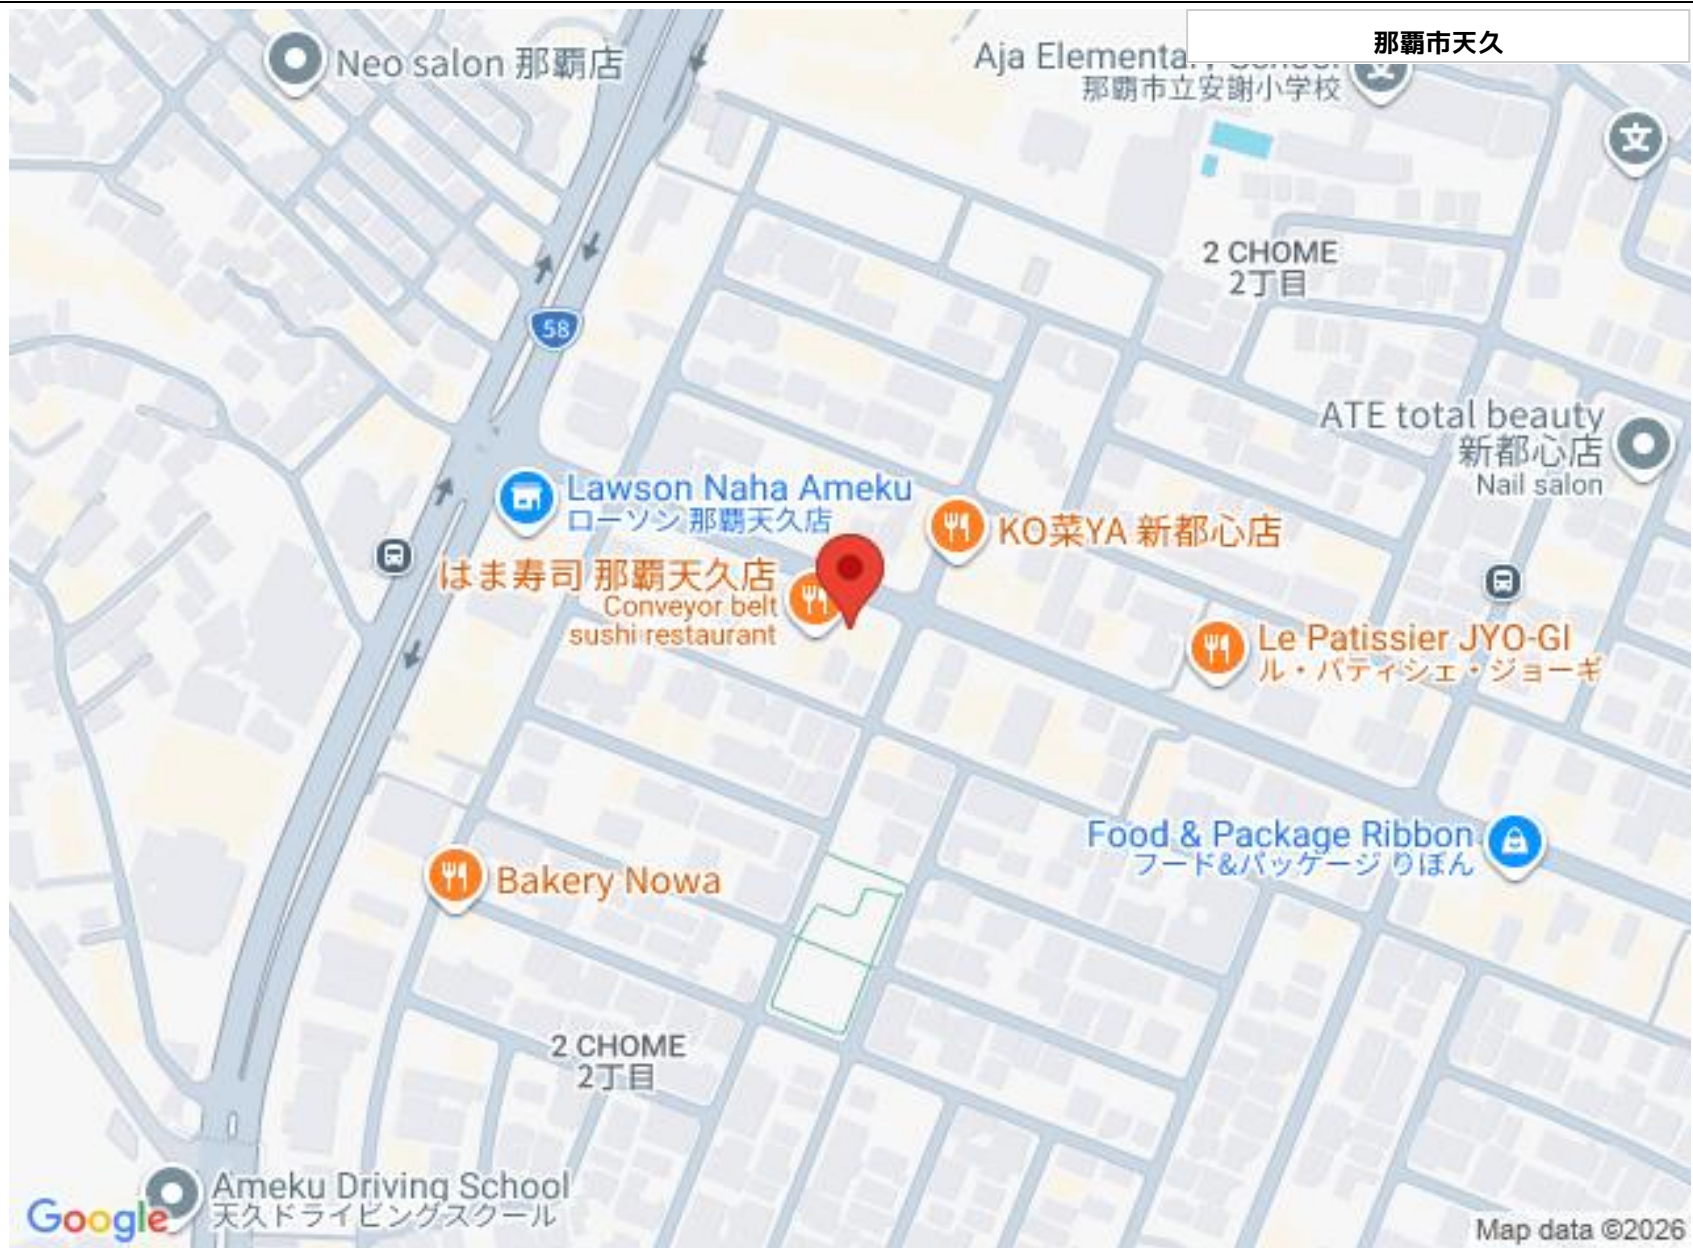 那覇市天久
Neo salon 那覇店
Aja Elementary School
那覇市立安謝小学校
文
文
2 CHOME
2丁目
58
ATE total beauty
新都心店
Nail salon
Lawson Naha Ameku
ローソン 那覇天久店
KO菜YA 新都心店
はま寿司 那覇天久店
Conveyor belt
sushi restaurant
Le Patissier JYO-GI
ル・パティシェ・ジョーギ
Food & Package Ribbon
フード&パッケージ りぼん
Bakery Nowa
2 CHOME
2丁目
Ameku Driving School
天久ドライビングスクール
Google
Map data ©2026